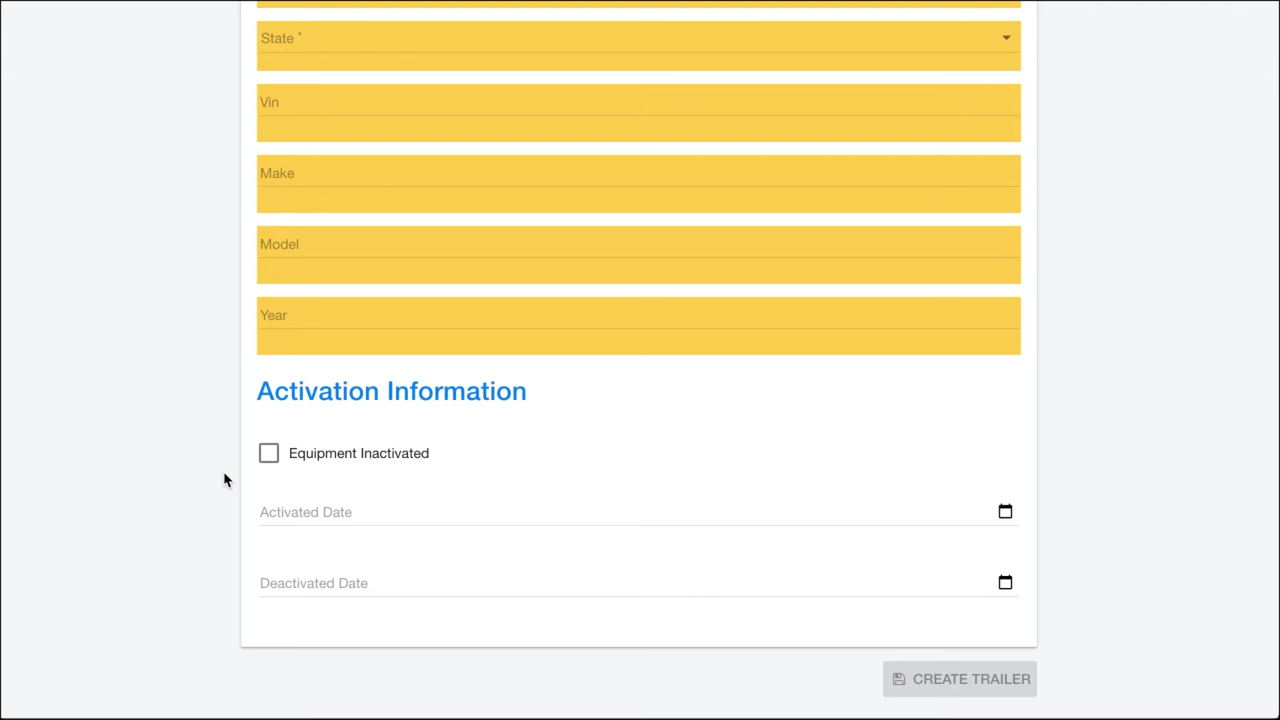 State *
Vin
Make
Model
Year
Activation Information
Equipment Inactivated
Activated Date
Deactivated Date
CREATE TRAILER